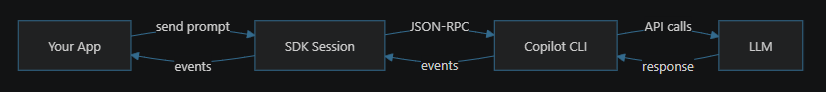 send prompt
JSON-RPC
API calls
Your App
SDK Session
Copilot CLI
LLM
events
events
response